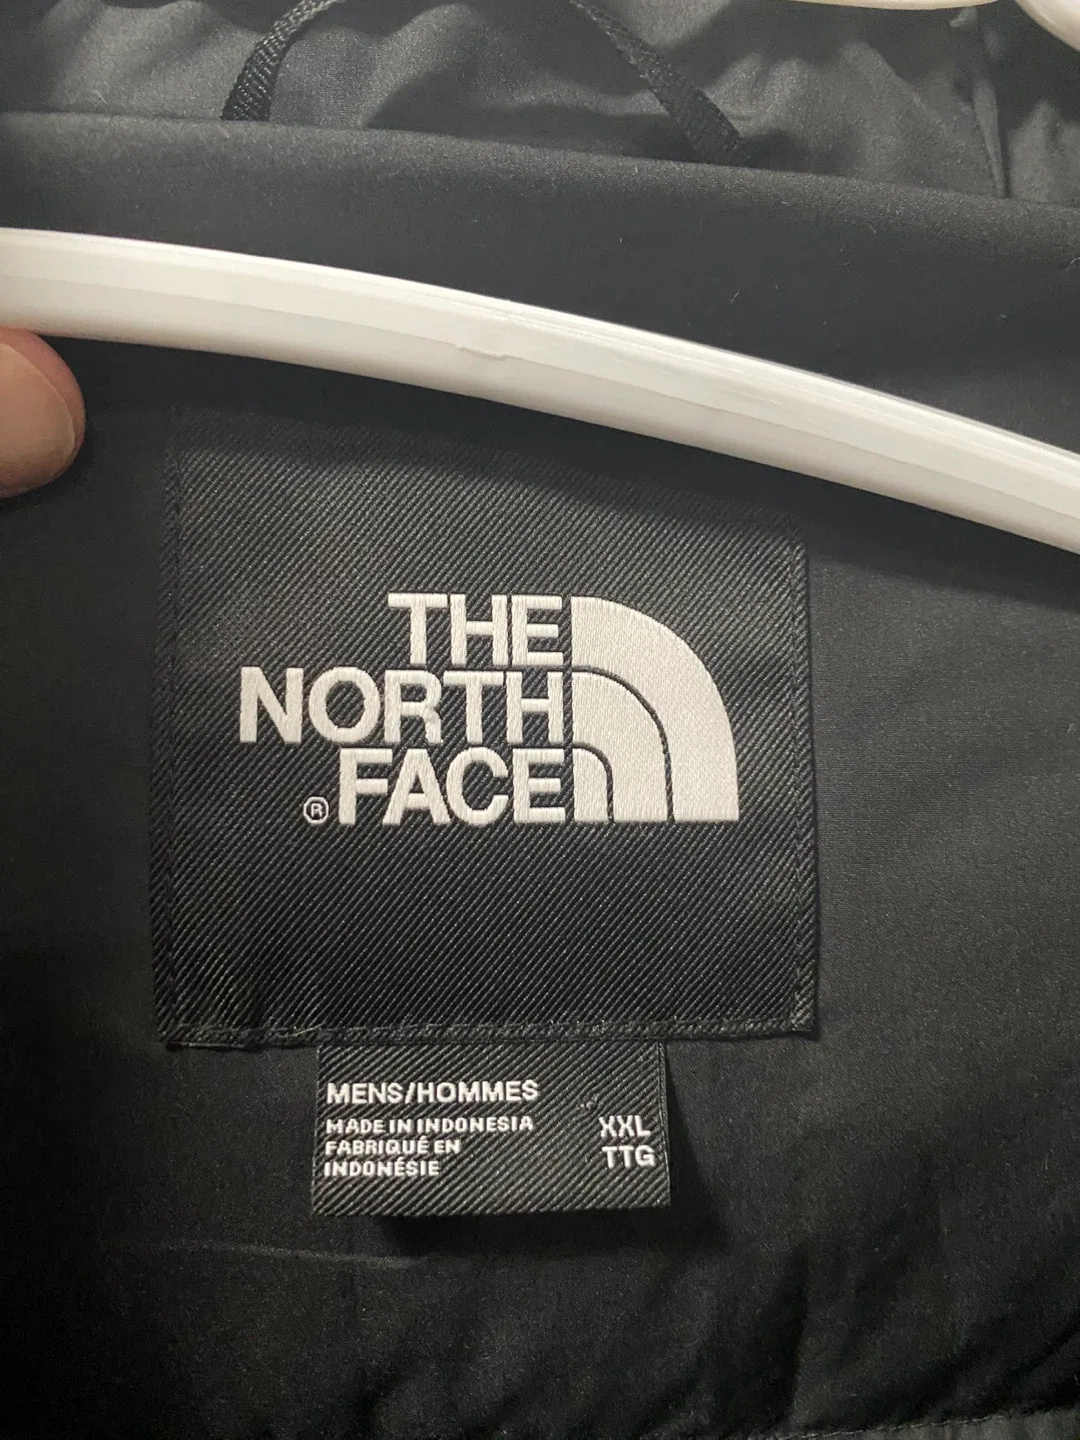 THE
NORTH
® FACE
MENS/HOMMES
MADE IN INDONESIA
FABRIQUÉ EN
INDONÉSIE
XXL
TTG